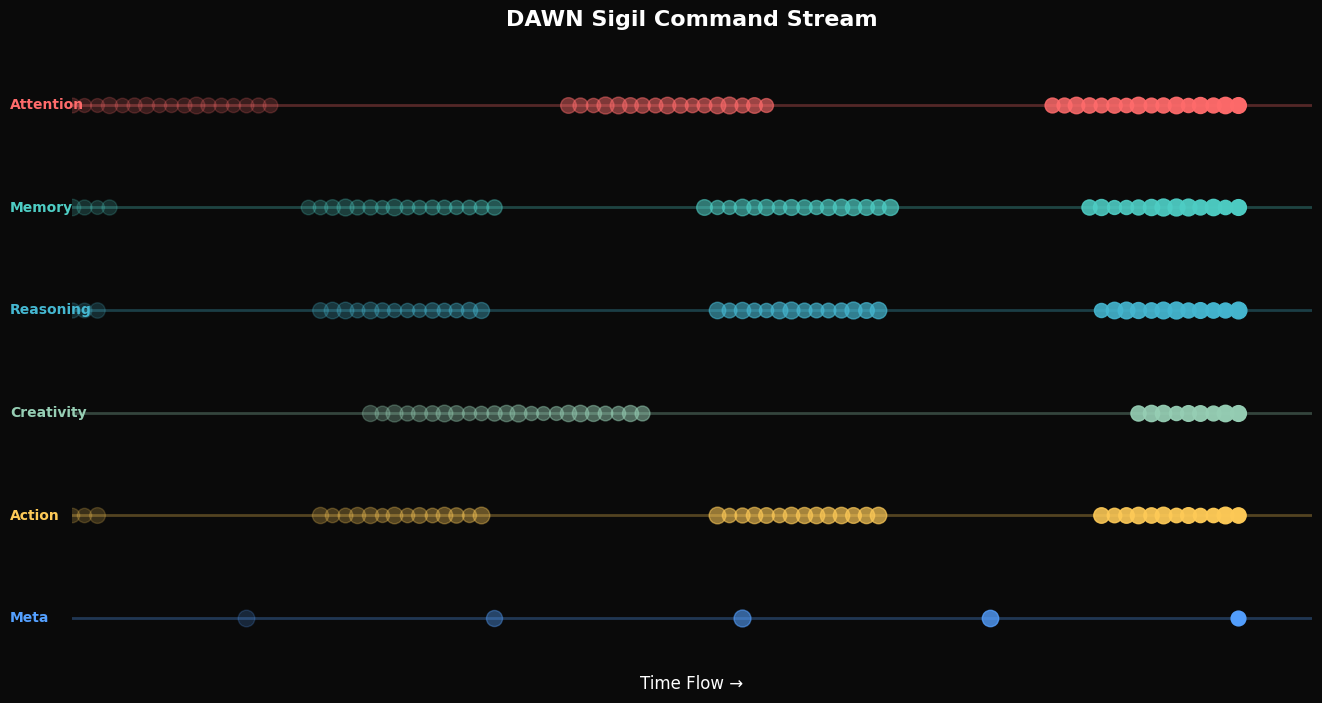 DAWN Sigil Command Stream
Attention
Memory
Reasoning
Creativity
Action
Meta
Time Flow →